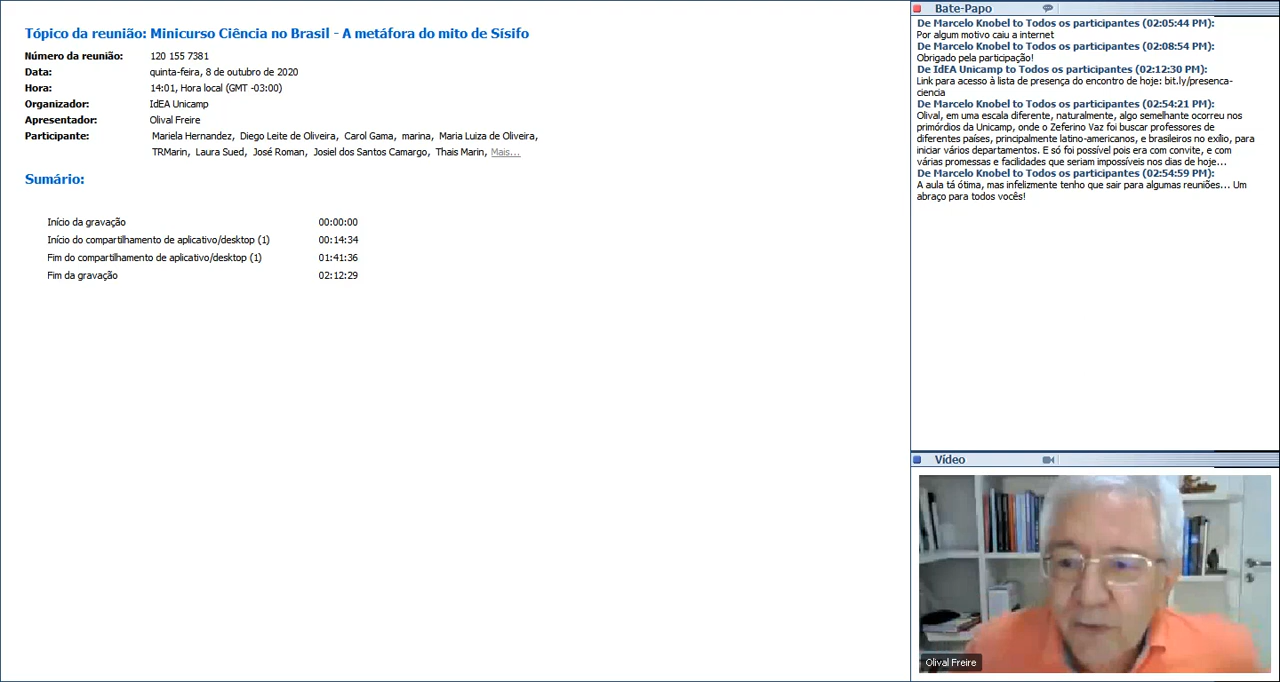 Tópico da reunião: Minicurso Ciência no Brasil - A metáfora do mito de Sísifo
Número da reunião: 120 155 7381
Data: quinta-feira, 8 de outubro de 2020
Hora: 14:01, Hora local (GMT -03:00)
Organizador: IdEA Unicamp
Apresentador: Olival Freire
Participante: Mariela Hernandez, Diego Leite de Oliveira, Carol Gama, marina, Maria Luiza de Oliveira,
TRMarin, Laura Sued, José Roman, Josiel dos Santos Camargo, Thais Marin, Mais...
Sumário:
Início da gravação 00:00:00
Início do compartilhamento de aplicativo/desktop (1) 00:14:34
Fim do compartilhamento de aplicativo/desktop (1) 01:41:36
Fim da gravação 02:12:29
Bate-Papo
De Marcelo Knobel to Todos os participantes (02:05:44 PM):
Por algum motivo caiu a internet
De Marcelo Knobel to Todos os participantes (02:08:54 PM):
Obrigado pela participação!
De IdEA Unicamp to Todos os participantes (02:12:30 PM):
Link para acesso à lista de presença do encontro de hoje: bit.ly/presenca-
ciencia
De Marcelo Knobel to Todos os participantes (02:54:21 PM):
Olival, em uma escala diferente, naturalmente, algo semelhante ocorreu nos
primórdios da Unicamp, onde o Zeferino Vaz foi buscar professores de
diferentes países, principalmente latino-americanos, e brasileiros no exílio, para
iniciar vários departamentos. E só foi possível pois era com convite, e com
várias promessas e facilidades que seriam impossíveis nos dias de hoje...
De Marcelo Knobel to Todos os participantes (02:54:59 PM):
A aula tá ótima, mas infelizmente tenho que sair para algumas reuniões... Um
abraço para todos vocês!
Vídeo
Olival Freire